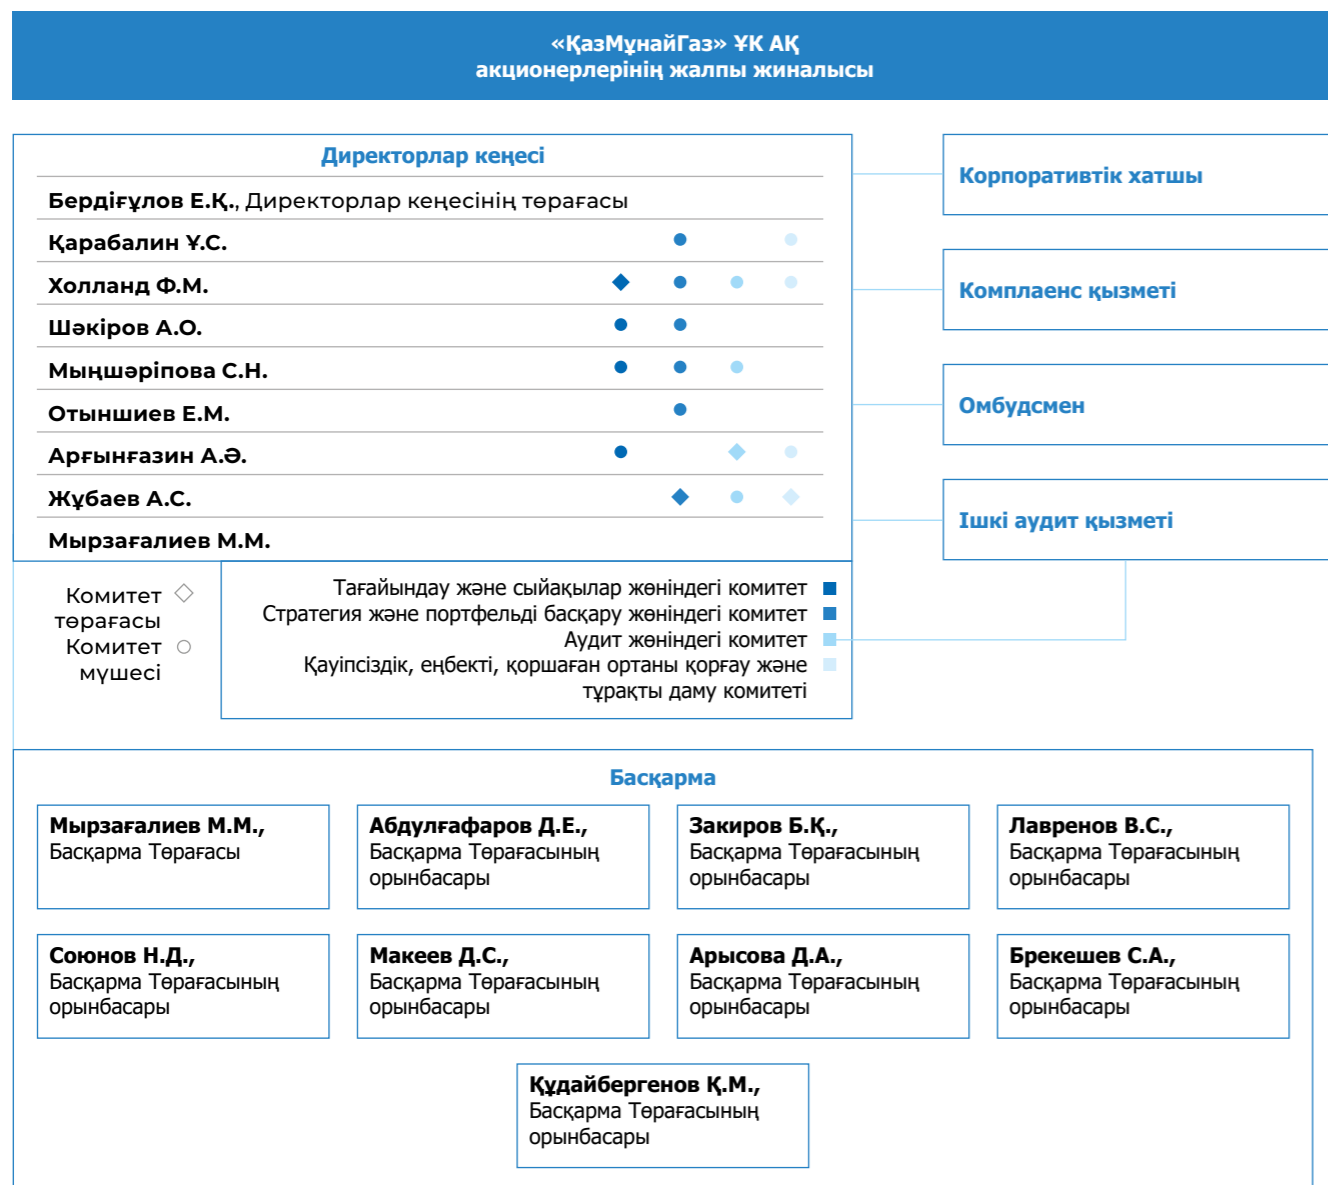 «ҚазМұнайГаз» ҰК АҚ
акционерлерінің жалпы жиналысы
Директорлар кеңесі
Бердіғұлов Е.Қ., Директорлар кеңесінің төрағасы
Қарабалин Ұ.С.
Холланд Ф.М.
Шәкіров А.О.
Мыңшәріпова С.Н.
Отыншиев Е.М.
Арғынғазин А.Ә.
Жұбаев А.С.
Мырзағалиев М.М.
Корпоративтік хатшы
Комплаенс қызметі
Омбудсмен
Ішкі аудит қызметі
Комитет
төрағасы
Комитет
мүшесі
Тағайындау және сыйақылар жөніндегі комитет
Стратегия және портфельді басқару жөніндегі комитет
Аудит жөніндегі комитет
Қауіпсіздік, еңбекті, қоршаған ортаны қорғау және
тұрақты даму комитеті
Басқарма
Мырзағалиев М.М.,
Басқарма Төрағасы
Абдулғафаров Д.Е.,
Басқарма Төрағасының
орынбасары
Закиров Б.Қ.,
Басқарма Төрағасының
орынбасары
Лавренов В.С.,
Басқарма Төрағасының
орынбасары
Союнов Н.Д.,
Басқарма Төрағасының
орынбасары
Макеев Д.С.,
Басқарма Төрағасының
орынбасары
Арысова Д.А.,
Басқарма Төрағасының
орынбасары
Брекешев С.А.,
Басқарма Төрағасының
орынбасары
Құдайбергенов Қ.М.,
Басқарма Төрағасының
орынбасары